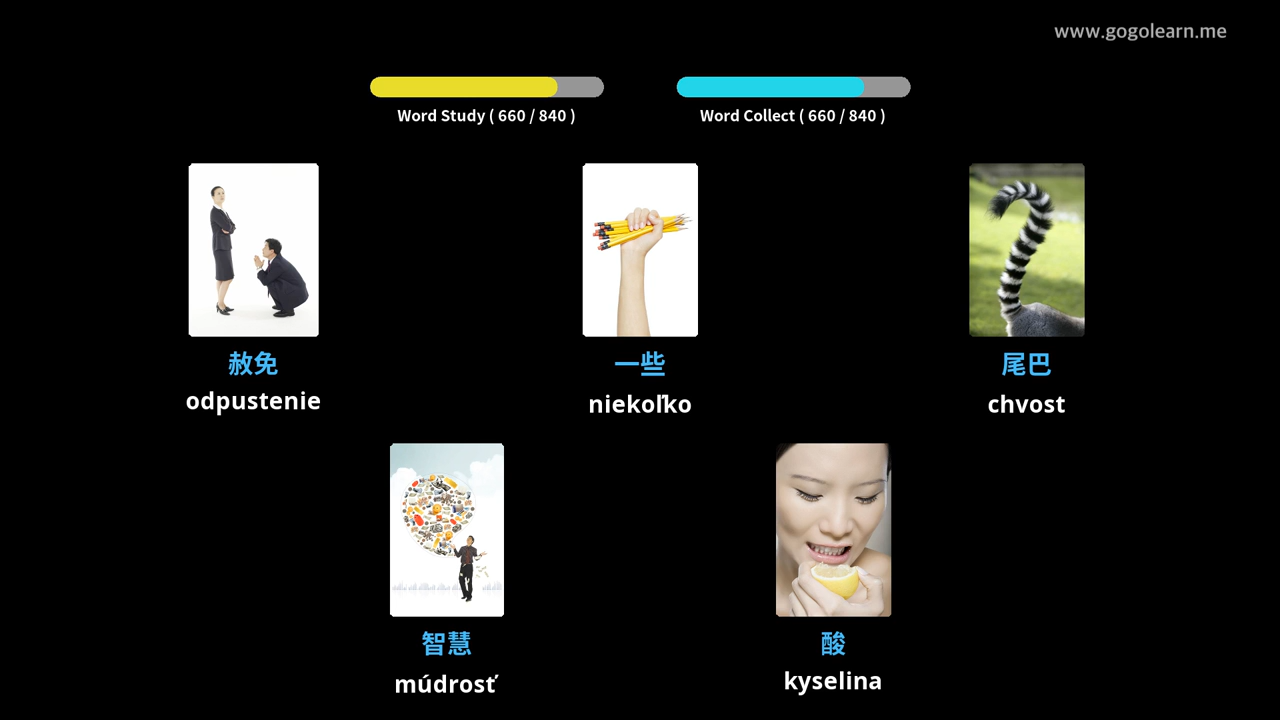 www.gogolearn.me
Word Study ( 660 / 840 )
Word Collect ( 660 / 840 )
赦免
odpustenie
一些
niekoľko
尾巴
chvost
智慧
múdrosť
酸
kyselina